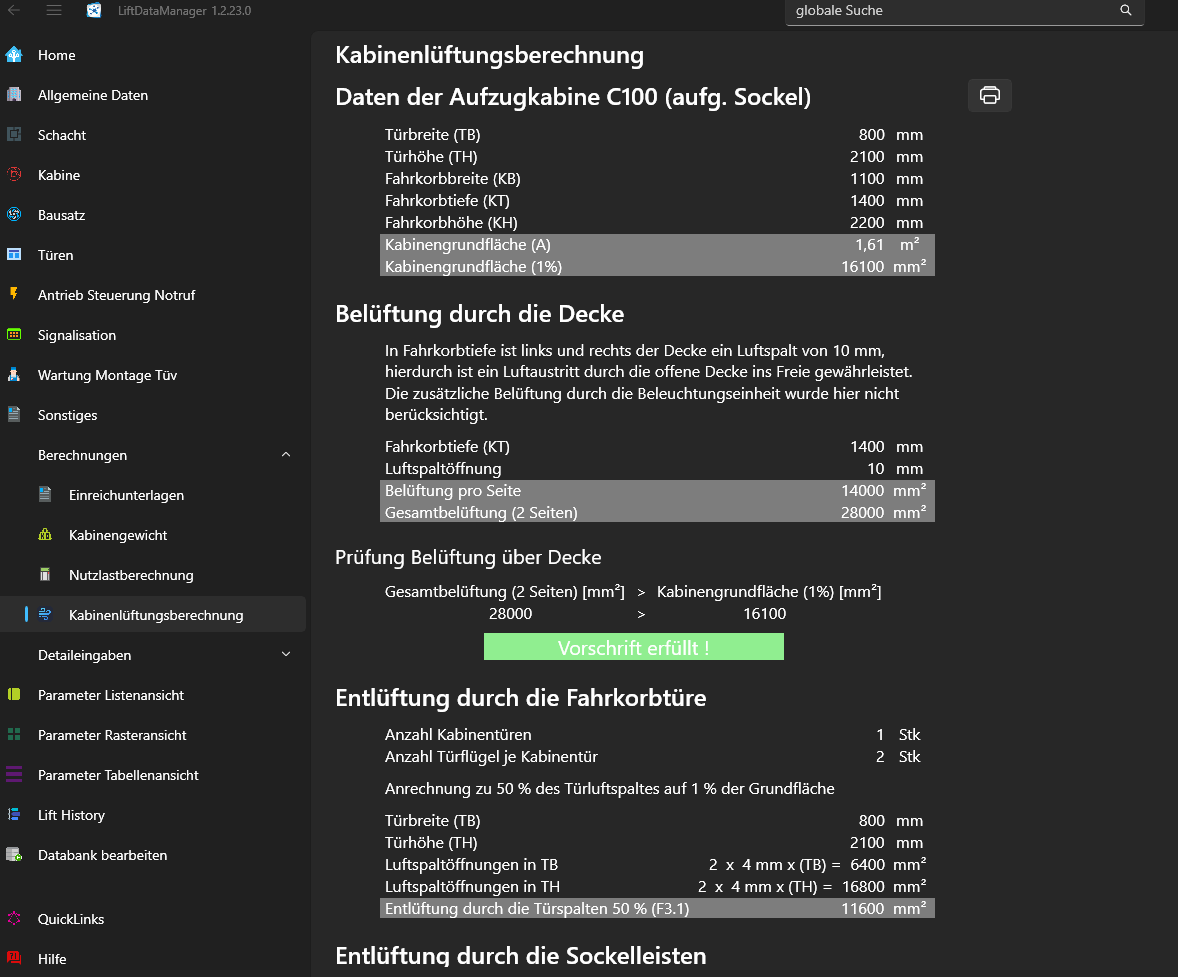 LiftDataManager 1.2.23.0
globale Suche
Home
Allgemeine Daten
Schacht
Kabine
Bausatz
Türen
Antrieb Steuerung Notruf
Signalisation
Wartung Montage Tüv
Sonstiges
Berechnungen
Einreichunterlagen
Kabinengewicht
Nutzlastberechnung
Kabinenlüftungsberechnung
Detaileingaben
Parameter Listenansicht
Parameter Rasteransicht
Parameter Tabellenansicht
Lift History
Databank bearbeiten
QuickLinks
Hilfe
Kabinenlüftungsberechnung
Daten der Aufzugkabine C100 (aufg. Sockel)
Türbreite (TB) 800 mm
Türhöhe (TH) 2100 mm
Fahrkorbbreite (KB) 1100 mm
Fahrkorbtiefe (KT) 1400 mm
Fahrkorbhöhe (KH) 2200 mm
Kabinengrundfläche (A) 1,61 m²
Kabinengrundfläche (1%) 16100 mm²
Belüftung durch die Decke
In Fahrkorbtiefe ist links und rechts der Decke ein Luftspalt von 10 mm,
hierdurch ist ein Luftaustritt durch die offene Decke ins Freie gewährleistet.
Die zusätzliche Belüftung durch die Beleuchtungseinheit wurde hier nicht
berücksichtigt.
Fahrkorbtiefe (KT) 1400 mm
Luftspaltöffnung 10 mm
Belüftung pro Seite 14000 mm²
Gesamtbelüftung (2 Seiten) 28000 mm²
Prüfung Belüftung über Decke
Gesamtbelüftung (2 Seiten) [mm²] > Kabinengrundfläche (1%) [mm²]
28000 > 16100
Vorschrift erfüllt !
Entlüftung durch die Fahrkorbtüre
Anzahl Kabinentüren 1 Stk
Anzahl Türflügel je Kabinentür 2 Stk
Anrechnung zu 50 % des Türluftspaltes auf 1 % der Grundfläche
Türbreite (TB) 800 mm
Türhöhe (TH) 2100 mm
Luftspaltöffnungen in TB 2 x 4 mm x (TB) = 6400 mm²
Luftspaltöffnungen in TH 2 x 4 mm x (TH) = 16800 mm²
Entlüftung durch die Türspalten 50 % (F3.1) 11600 mm²
Entlüftung durch die Sockelleisten